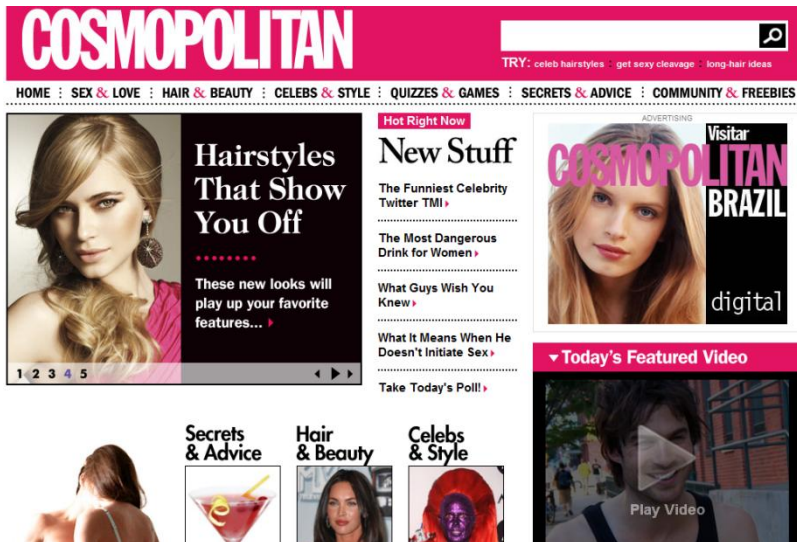 COSMOPOLITAN
TRY: celeb hairstyles : get sexy cleavage : long-hair ideas
HOME : SEX & LOVE : HAIR & BEAUTY : CELEBS & STYLE : QUIZZES & GAMES : SECRETS & ADVICE : COMMUNITY & FREEBIES
Hairstyles
That Show
You Off
These new looks will
play up your favorite
features...
1 2 3 4 5
Hot Right Now
New Stuff
The Funniest Celebrity
Twitter TMI
The Most Dangerous
Drink for Women
What Guys Wish You
Knew
What It Means When He
Doesn't Initiate Sex
Take Today's Poll!
ADVERTISING
Visitar
COSMOPOLITAN
BRAZIL
digital
Today's Featured Video
Play Video
Secrets
& Advice
Hair
& Beauty
Celebs
& Style